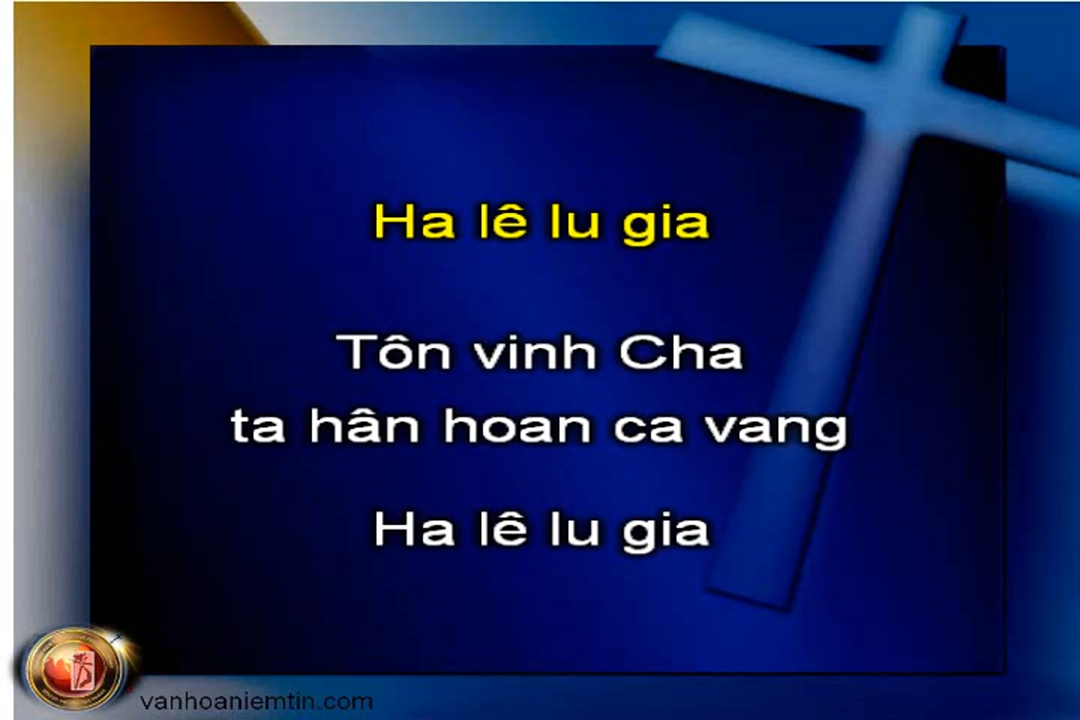 Ha lê lu gia
Tôn vinh Cha
ta hân hoan ca vang
Ha lê lu gia
vanhoaniemtin.com